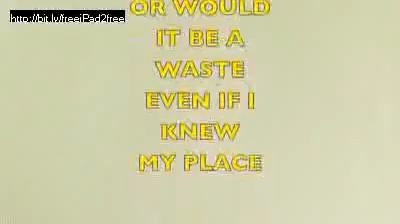 OR WOULD
http://bit.ly/freeiPad2free
IT BE A
WASTE
EVEN IF I
KNEW
MY PLACE